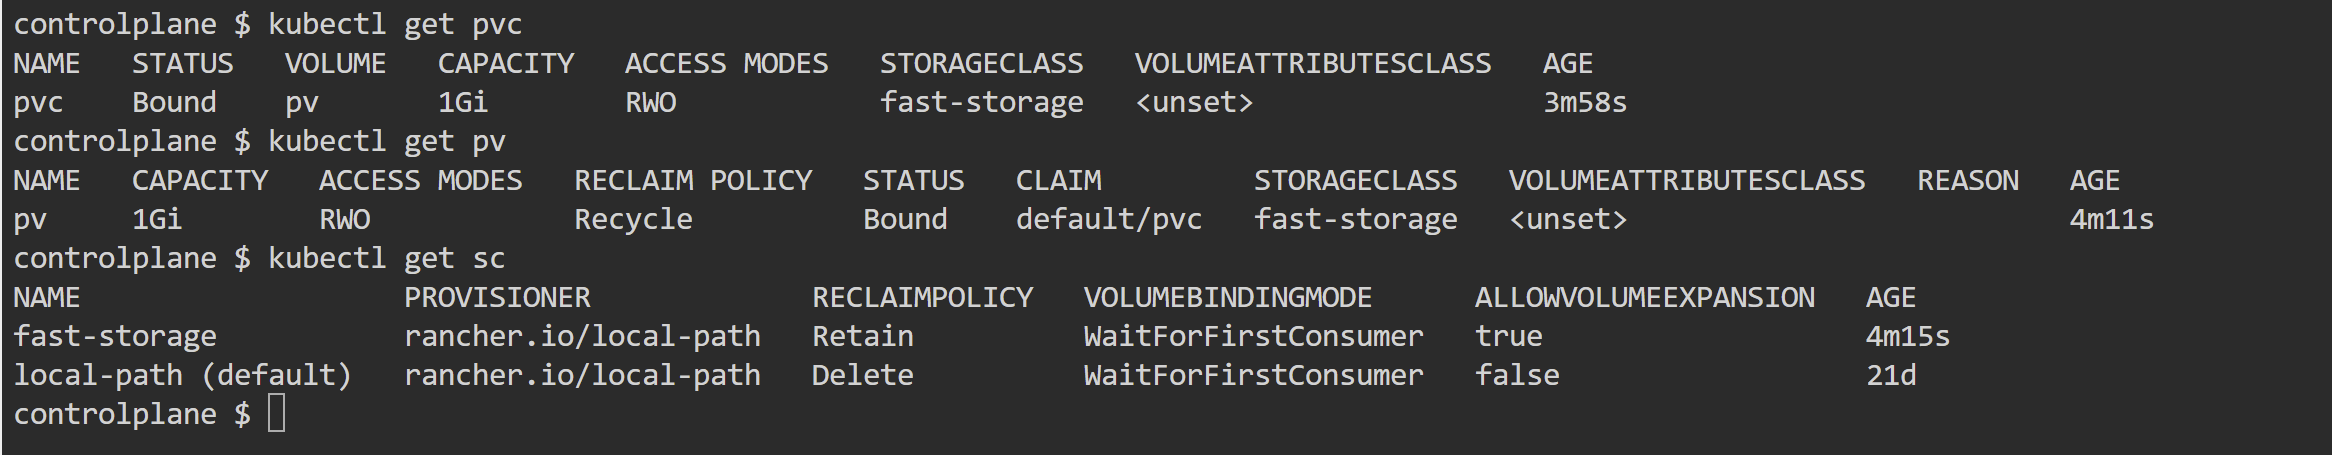 controlplane $ kubectl get pvc
NAME   STATUS   VOLUME   CAPACITY   ACCESS MODES   STORAGECLASS   VOLUMEATTRIBUTESCLASS   AGE
pvc    Bound    pv       1Gi        RWO            fast-storage   <unset>                 3m58s
controlplane $ kubectl get pv
NAME   CAPACITY   ACCESS MODES   RECLAIM POLICY   STATUS   CLAIM         STORAGECLASS   VOLUMEATTRIBUTESCLASS   REASON   AGE
pv     1Gi        RWO            Recycle          Bound    default/pvc   fast-storage   <unset>                          4m11s
controlplane $ kubectl get sc
NAME                   PROVISIONER             RECLAIMPOLICY   VOLUMEBINDINGMODE      ALLOWVOLUMEEXPANSION   AGE
fast-storage           rancher.io/local-path   Retain          WaitForFirstConsumer   true                   4m15s
local-path (default)   rancher.io/local-path   Delete          WaitForFirstConsumer   false                  21d
controlplane $